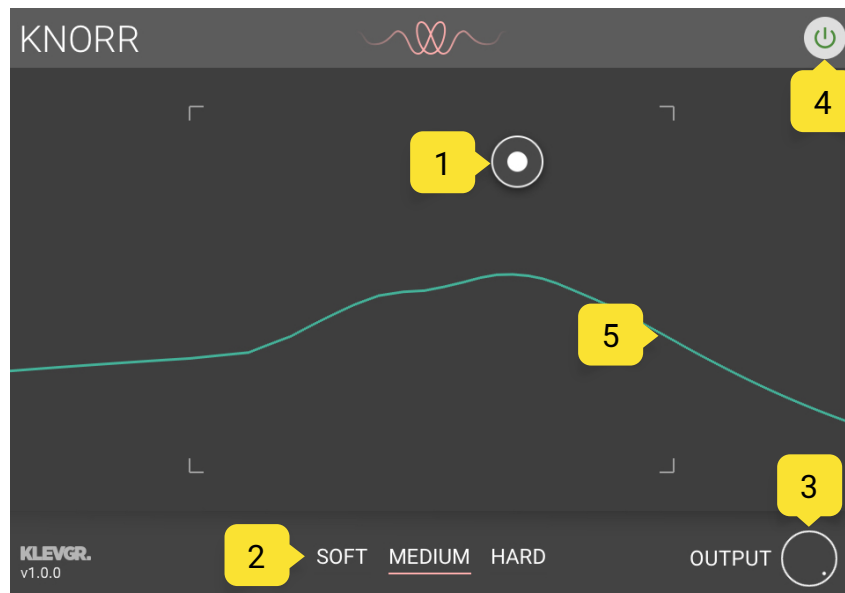 KNORR
4
1
5
3
2
SOFT MEDIUM HARD
OUTPUT
KLEVGR.
v1.0.0